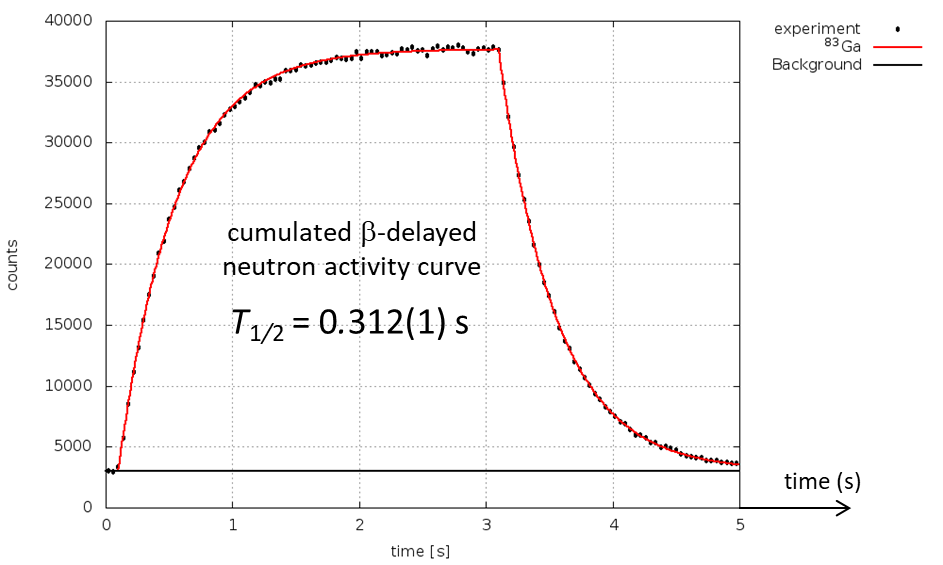 40000
35000
30000
25000
20000
15000
10000
5000
0
counts
0 1 2 3 4 5
time [s]
time (s)
experiment
⁸³Ga
Background
cumulated β-delayed
neutron activity curve
T₁/₂ = 0.312(1) s